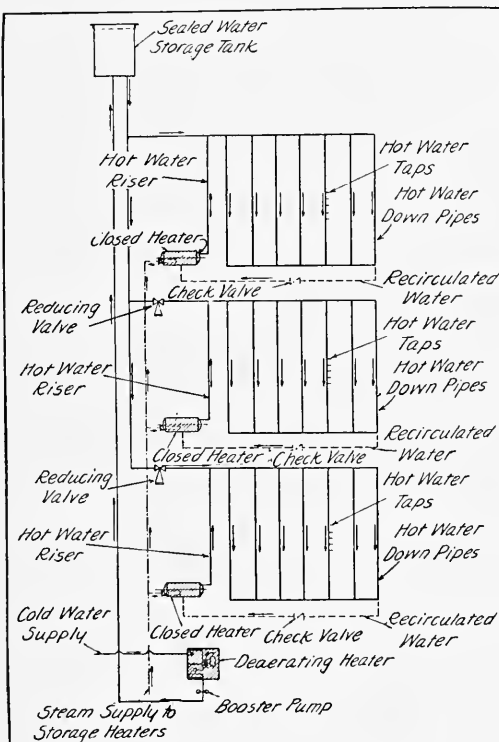 Sealed Water
Storage Tank
Hot Water
Riser
Hot Water
Taps
Hot Water
Down Pipes
Closed Heater
Check Valve
Recirculated
Water
Reducing
Valve
Hot Water
Riser
Hot Water
Taps
Hot Water
Down Pipes
Closed Heater
Check Valve
Recirculated
Water
Reducing
Valve
Hot Water
Riser
Hot Water
Taps
Hot Water
Down Pipes
Cold Water
Supply
Closed Heater
Check Valve
Recirculated
Water
Deaerating Heater
Steam Supply to
Storage Heaters
Booster Pump